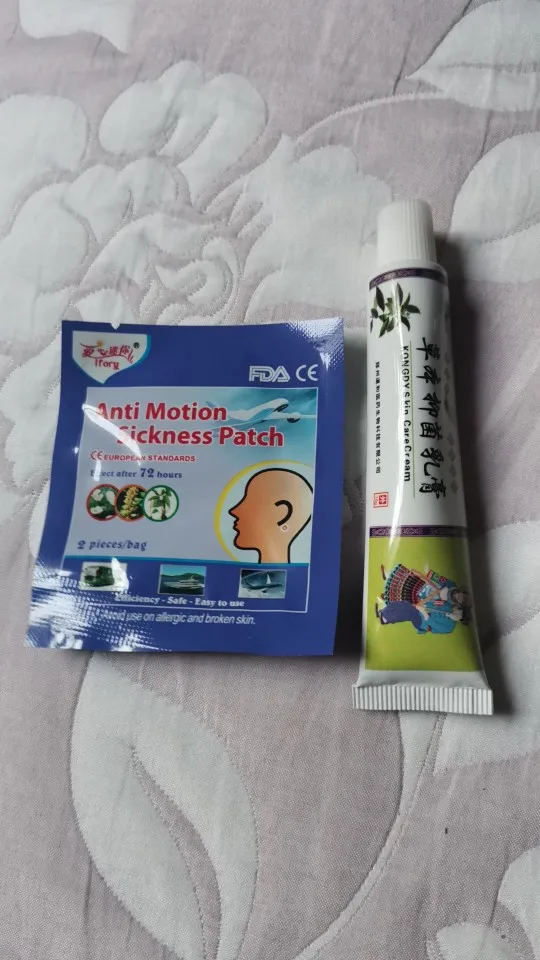 Ifory
FDA CE
Anti Motion
Sickness Patch
CE EUROPEAN STANDARDS
Effect after 72 hours
2 pieces/bag
Efficiency - Safe - Easy to use
Avoid use on allergic and broken skin.
草本抑菌乳膏
KONGDY Skin Care Cream